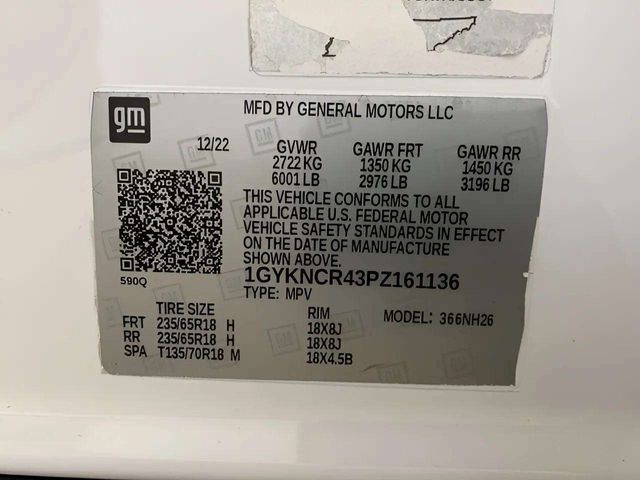 gm
MFD BY GENERAL MOTORS LLC
12/22 GVWR GAWR FRT GAWR RR
2722 KG 1350 KG 1450 KG
6001 LB 2976 LB 3196 LB
THIS VEHICLE CONFORMS TO ALL
APPLICABLE U.S. FEDERAL MOTOR
VEHICLE SAFETY STANDARDS IN EFFECT
ON THE DATE OF MANUFACTURE
SHOWN ABOVE.
590Q
1GYKNCR43PZ161136
TYPE: MPV
TIRE SIZE RIM MODEL: 366NH26
FRT 235/65R18 H 18X8J
RR 235/65R18 H 18X8J
SPA T135/70R18 M 18X4.5B